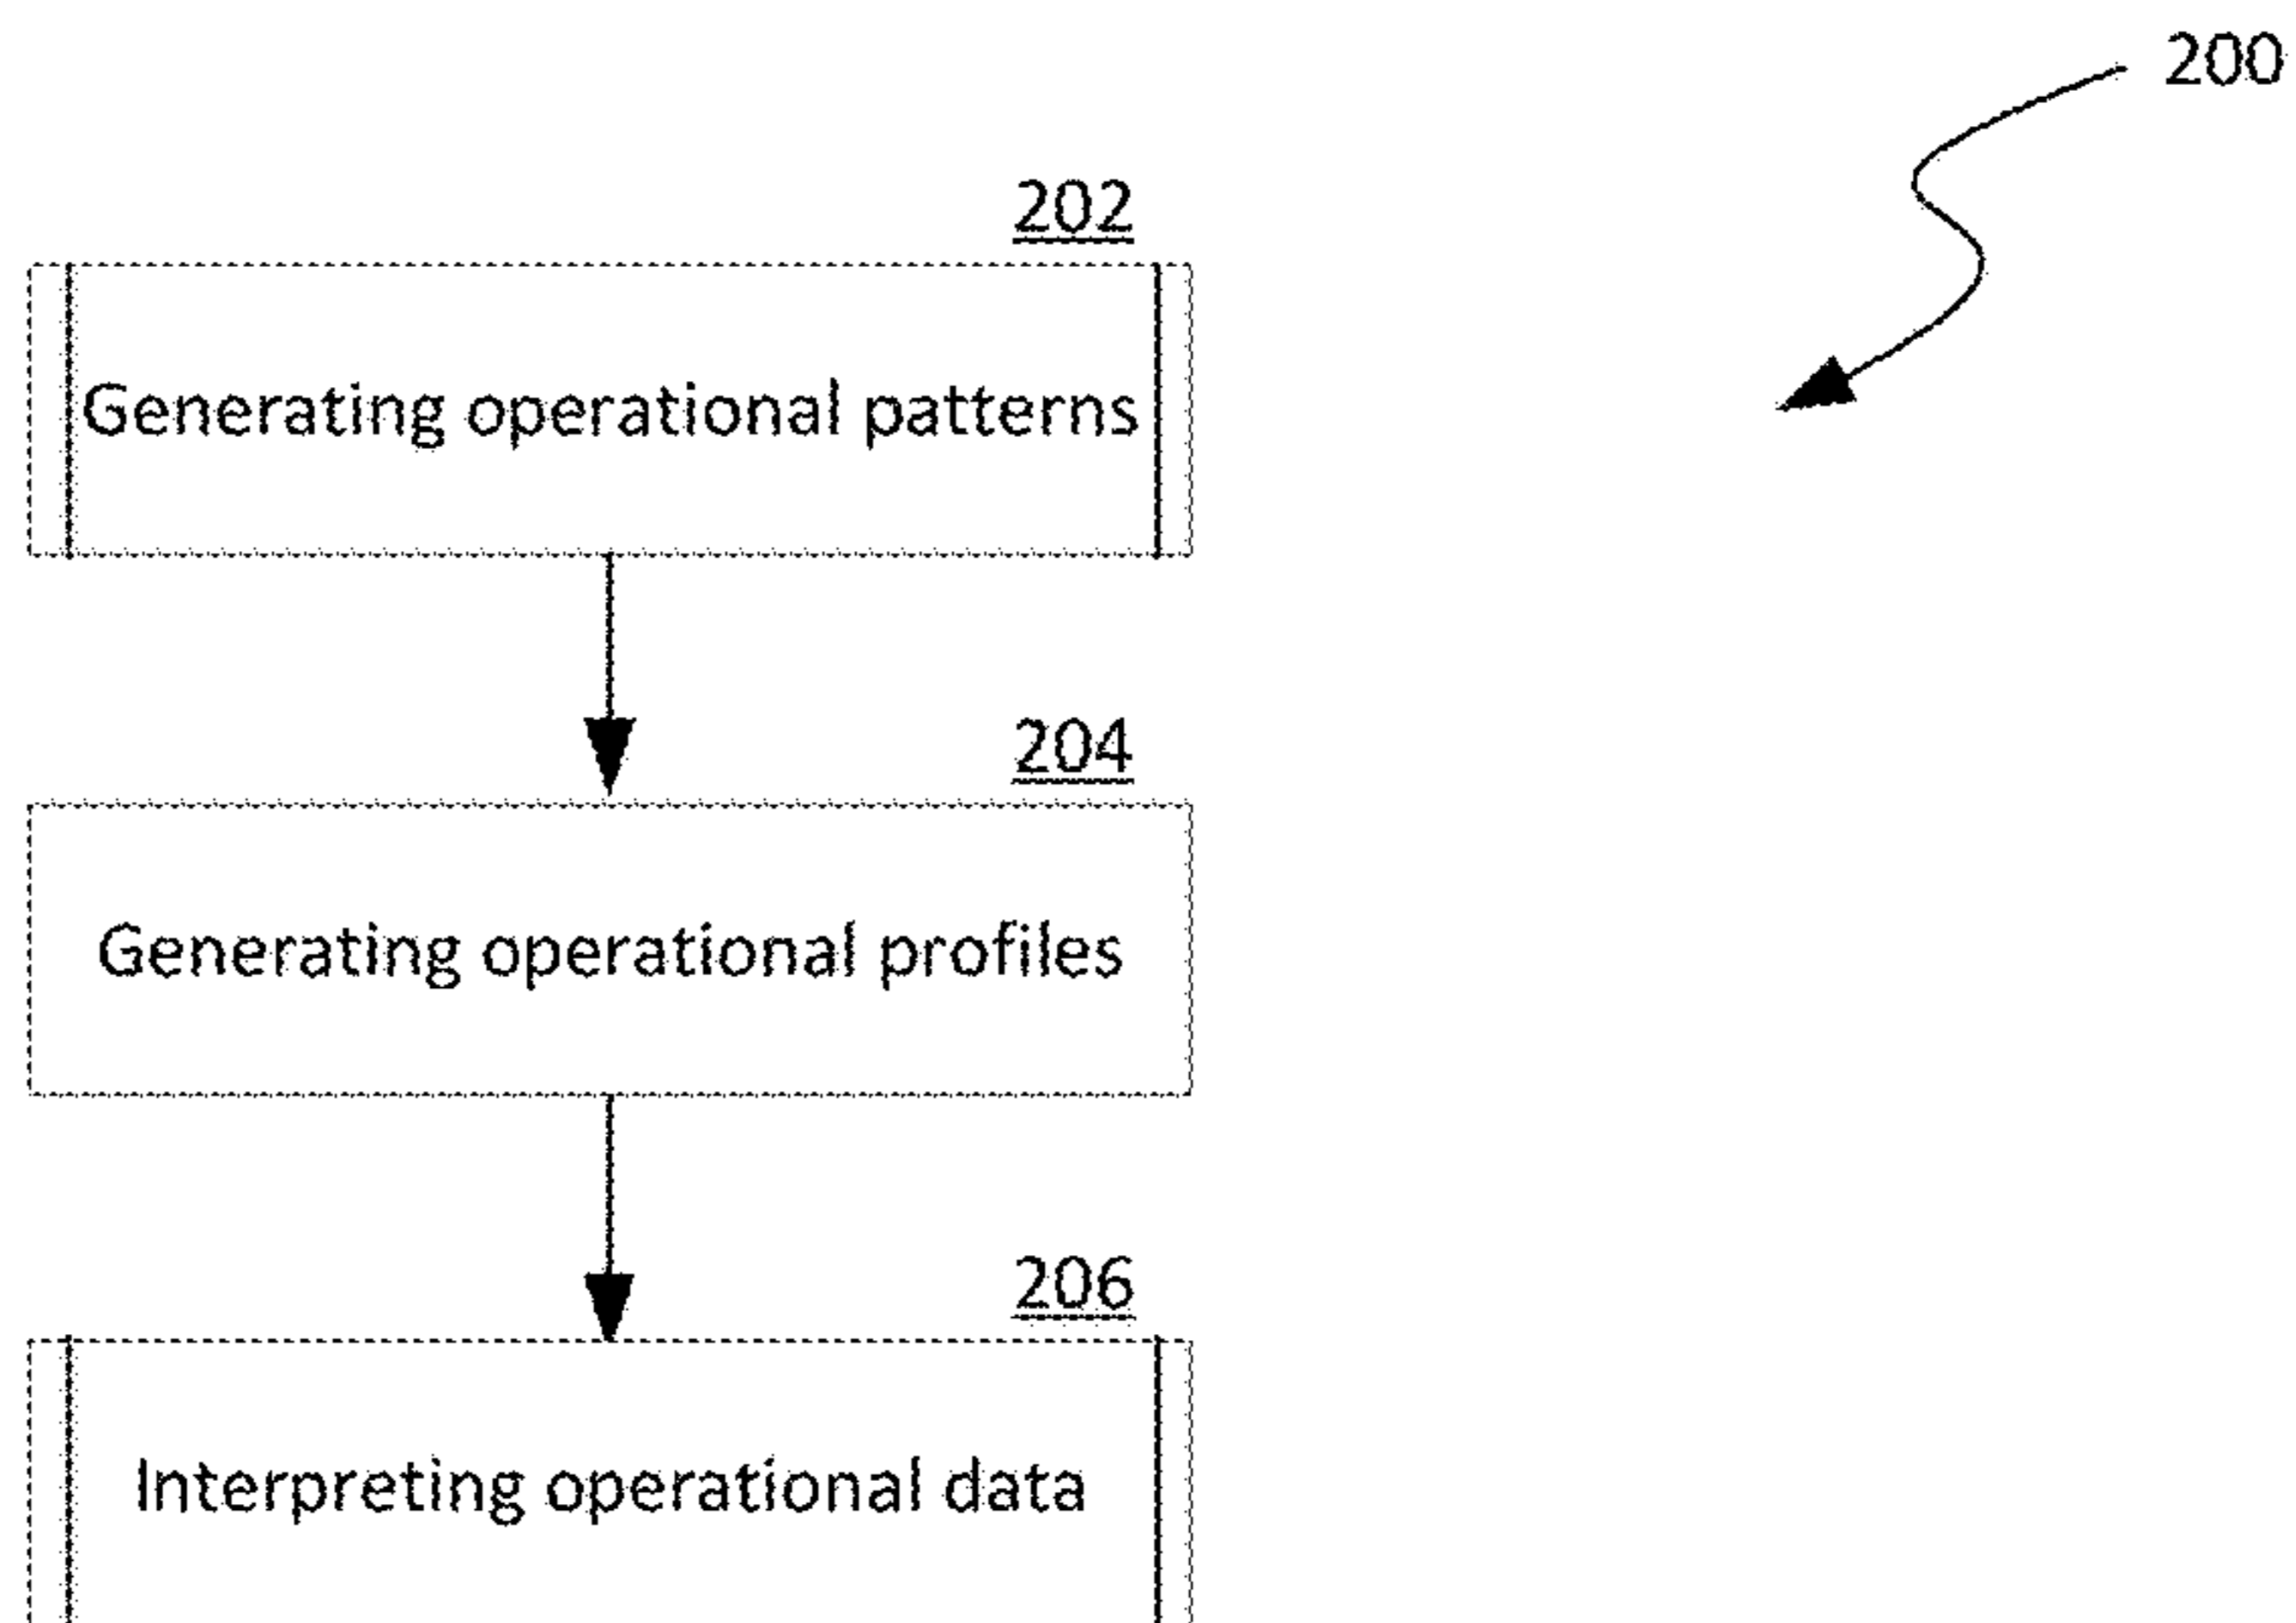 200
202
Generating operational patterns
204
Generating operational profiles
206
Interpreting operational data